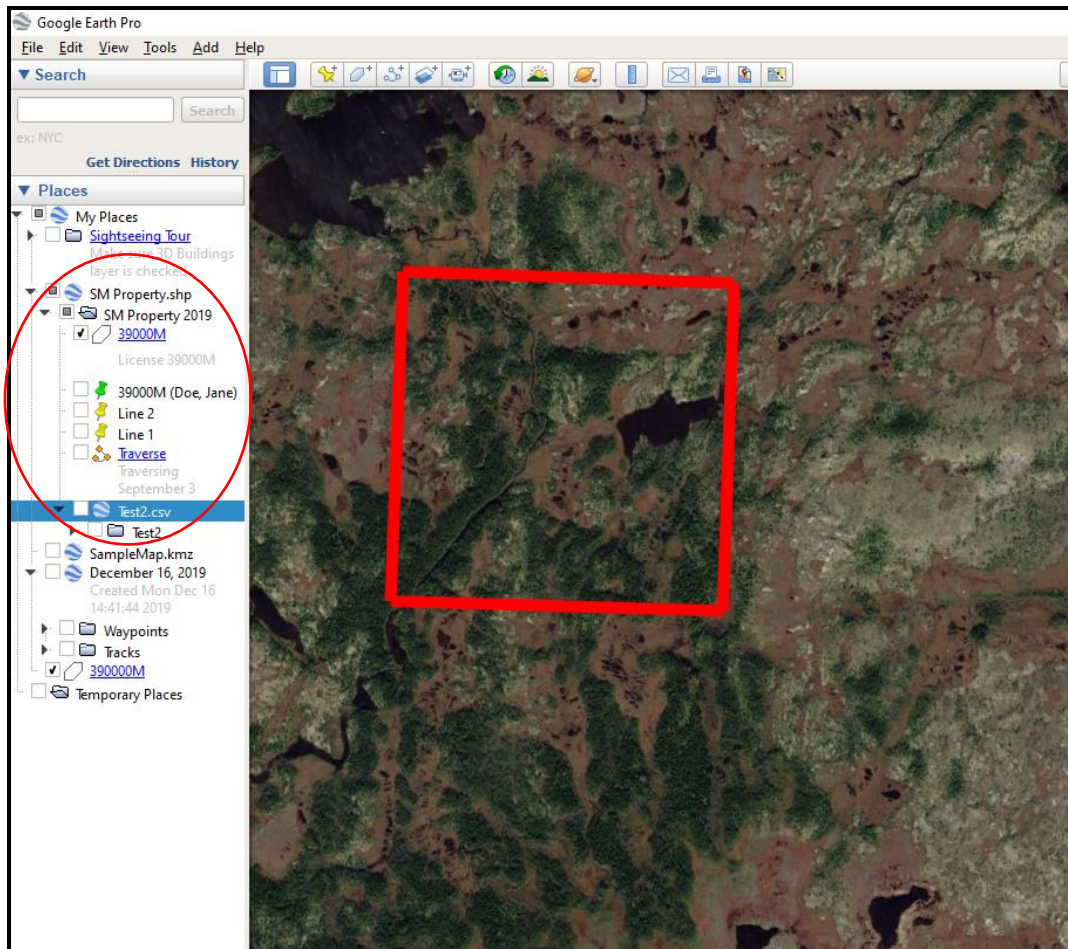 Google Earth Pro
File Edit View Tools Add Help
Search
Search
ex: NYC
Get Directions History
Places
My Places
Sightseeing Tour
Make sure 3D Buildings
layer is checked
SM Property.shp
SM Property 2019
39000M
License 39000M
39000M (Doe, Jane)
Line 2
Line 1
Traverse
Traversing
September 3
Test2.csv
Test2
SampleMap.kmz
December 16, 2019
Created Mon Dec 16
14:41:44 2019
Waypoints
Tracks
390000M
Temporary Places